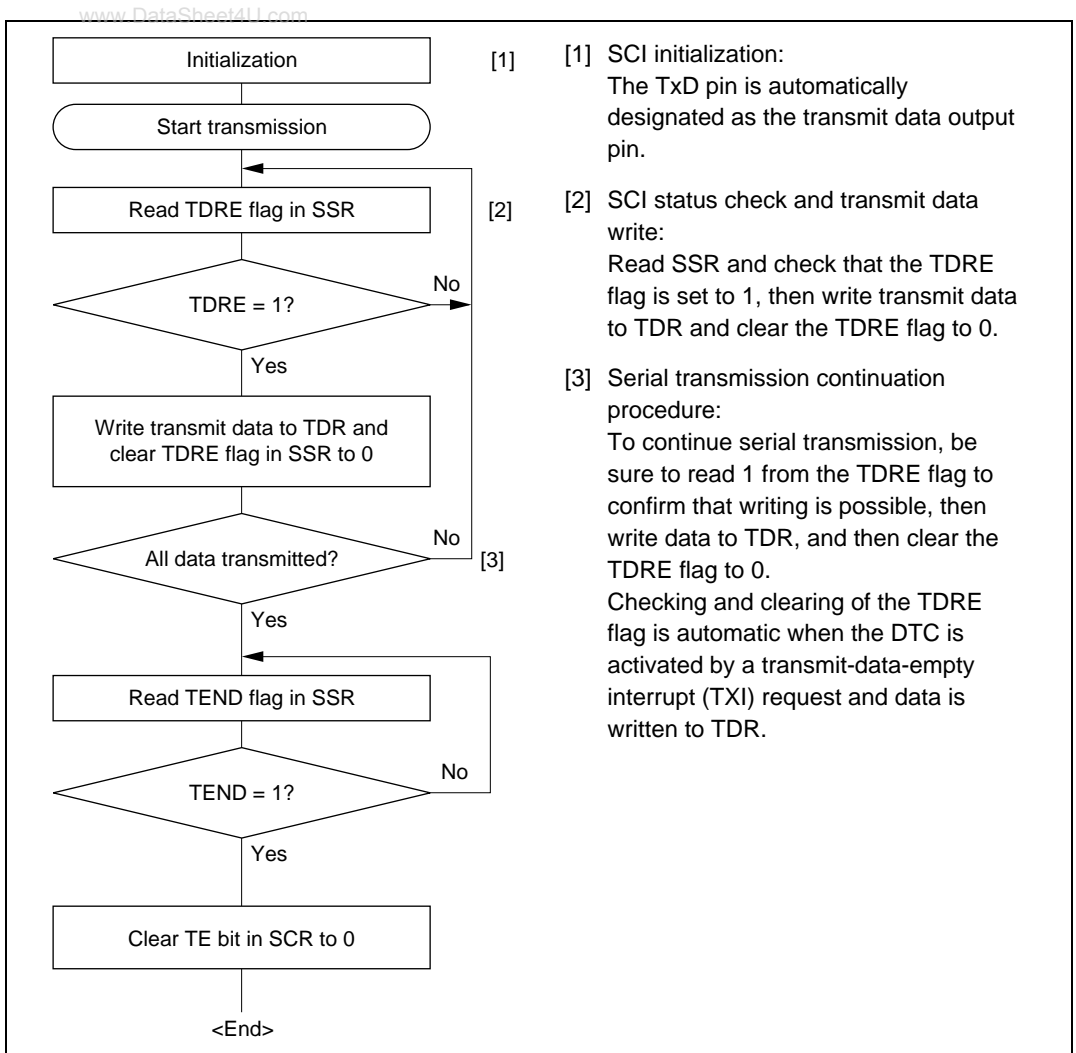 www.DataSheet4U.com
Initialization
[1]
Start transmission
Read TDRE flag in SSR
[2]
No
TDRE = 1?
Yes
Write transmit data to TDR and
clear TDRE flag in SSR to 0
No
All data transmitted?
[3]
Yes
Read TEND flag in SSR
No
TEND = 1?
Yes
Clear TE bit in SCR to 0
<End>
[1] SCI initialization:
The TxD pin is automatically
designated as the transmit data output
pin.
[2] SCI status check and transmit data
write:
Read SSR and check that the TDRE
flag is set to 1, then write transmit data
to TDR and clear the TDRE flag to 0.
[3] Serial transmission continuation
procedure:
To continue serial transmission, be
sure to read 1 from the TDRE flag to
confirm that writing is possible, then
write data to TDR, and then clear the
TDRE flag to 0.
Checking and clearing of the TDRE
flag is automatic when the DTC is
activated by a transmit-data-empty
interrupt (TXI) request and data is
written to TDR.